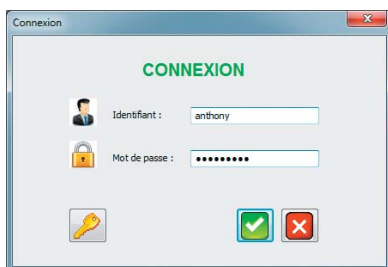 Connexion
CONNEXION
Identifiant :
anthony
Mot de passe :
•••••••••